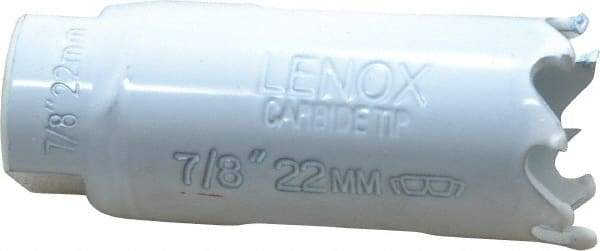 7/8" 22mm
LENOX
CARBIDE TIP
7/8" 22MM